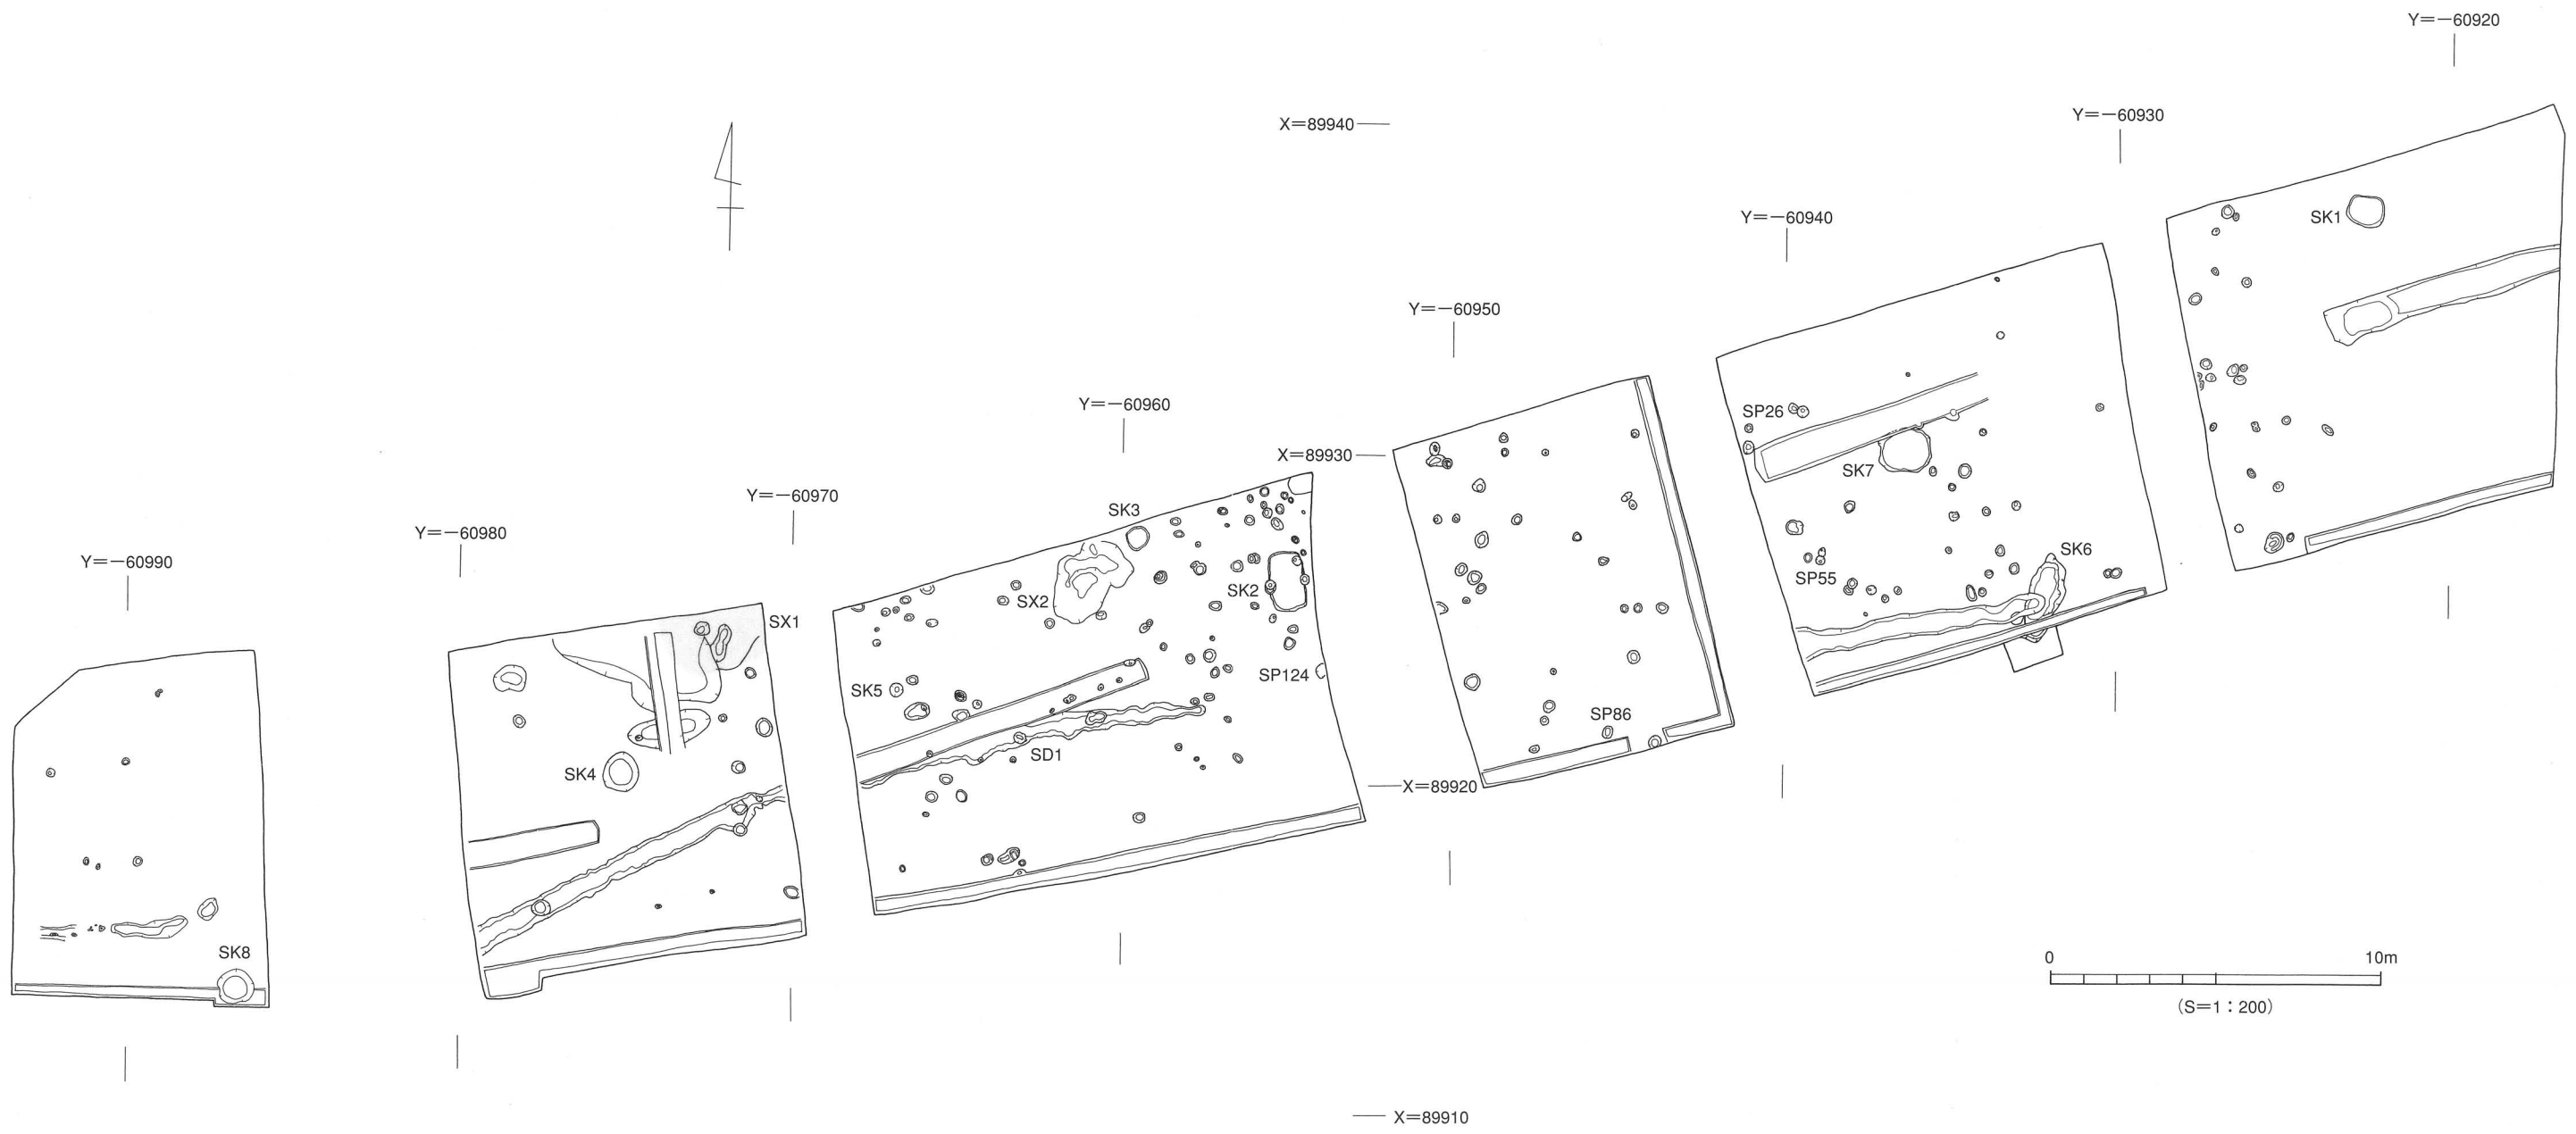 Y=−60920
Y=−60930
X=89940
SK1
Y=−60940
Y=−60950
Y=−60960
SP26
X=89930
SK7
Y=−60970
SK3
Y=−60980
SK6
Y=−60990
SP55
SK2
SX2
SX1
SP124
SK5
SP86
SD1
SK4
X=89920
SK8
0 10m
(S=1：200)
X=89910